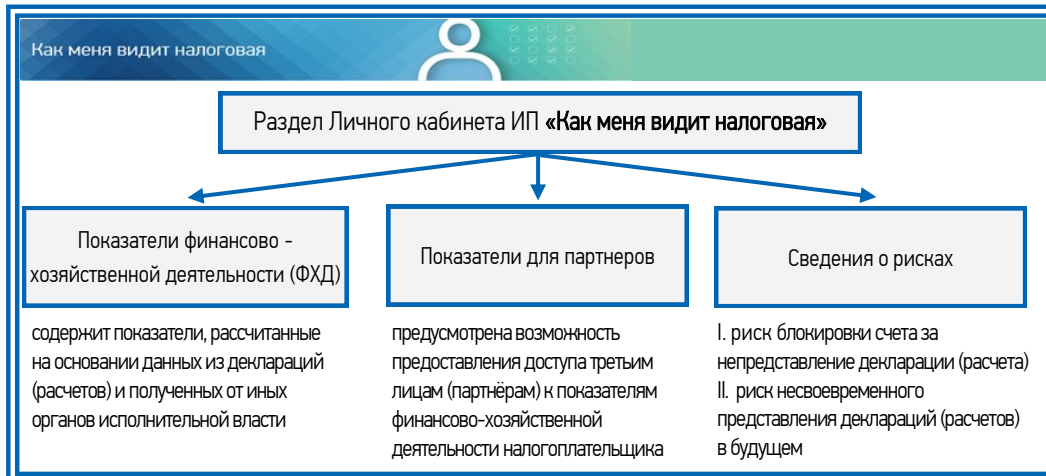 Как меня видит налоговая
Раздел Личного кабинета ИП «Как меня видит налоговая»
Показатели финансово -
хозяйственной деятельности (ФХД)
содержит показатели, рассчитанные
на основании данных из деклараций
(расчетов) и полученных от иных
органов исполнительной власти
Показатели для партнеров
предусмотрена возможность
предоставления доступа третьим
лицам (партнёрам) к показателям
финансово-хозяйственной
деятельности налогоплательщика
Сведения о рисках
I. риск блокировки счета за
непредставление декларации (расчета)
II. риск несвоевременного
представления деклараций (расчетов)
в будущем